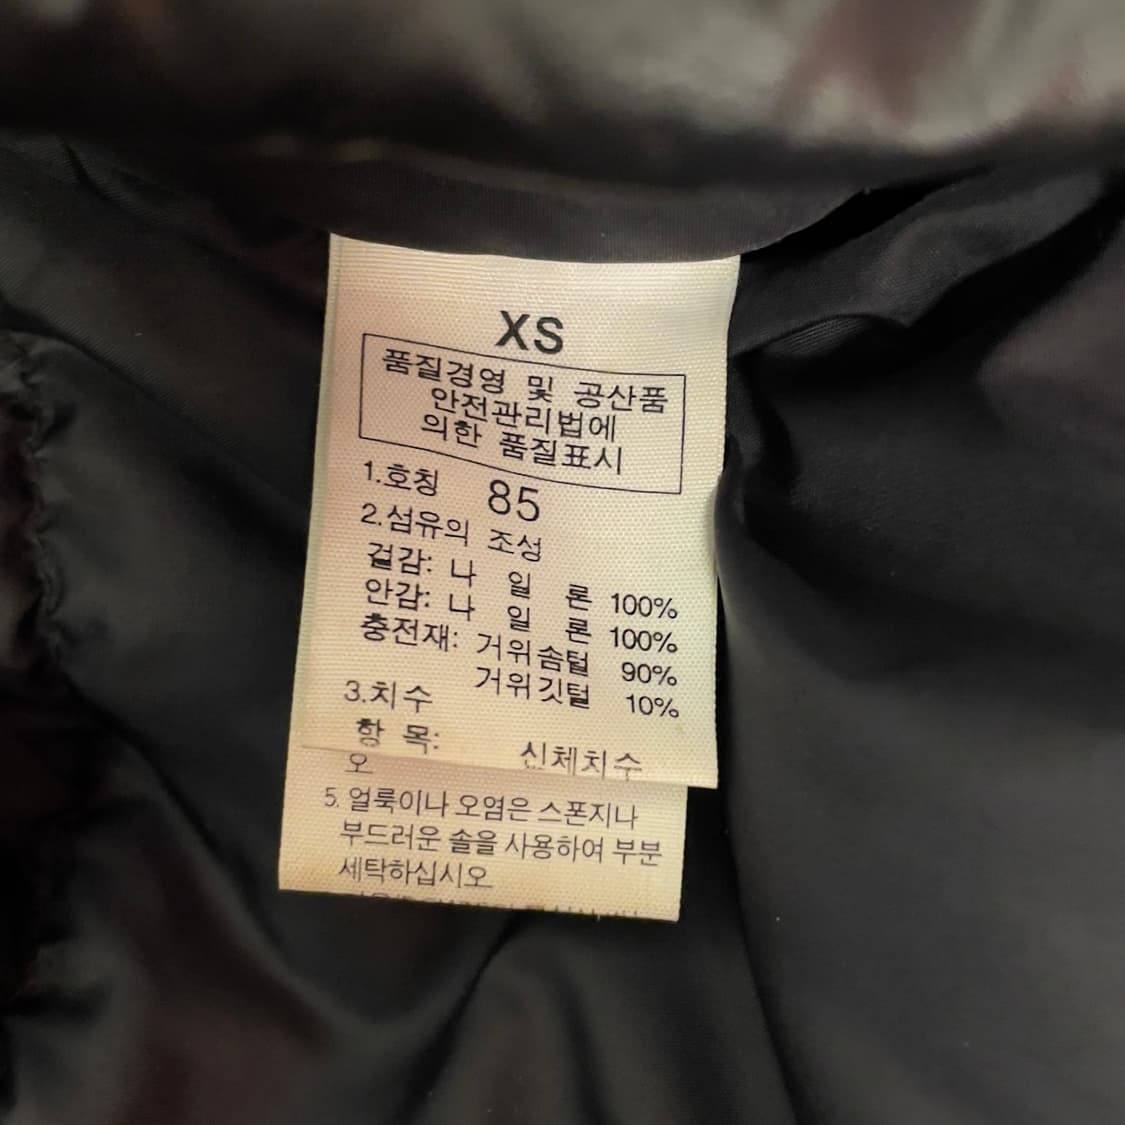 XS
품질경영 및 공산품
안전관리법에
의한 품질표시
1.호칭 85
2.섬유의 조성
겉감: 나 일 론 100%
안감: 나 일 론 100%
충전재: 거위솜털 90%
거위깃털 10%
3.치수
항 목: 신체치수
오
5. 얼룩이나 오염은 스폰지나
부드러운 솔을 사용하여 부분
세탁하십시오